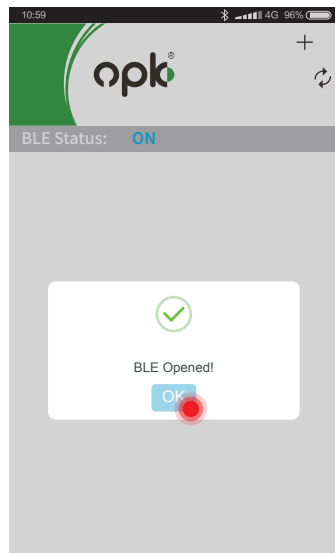 10:59 4G 96%
+
opk®
BLE Status: ON
BLE Opened!
OK